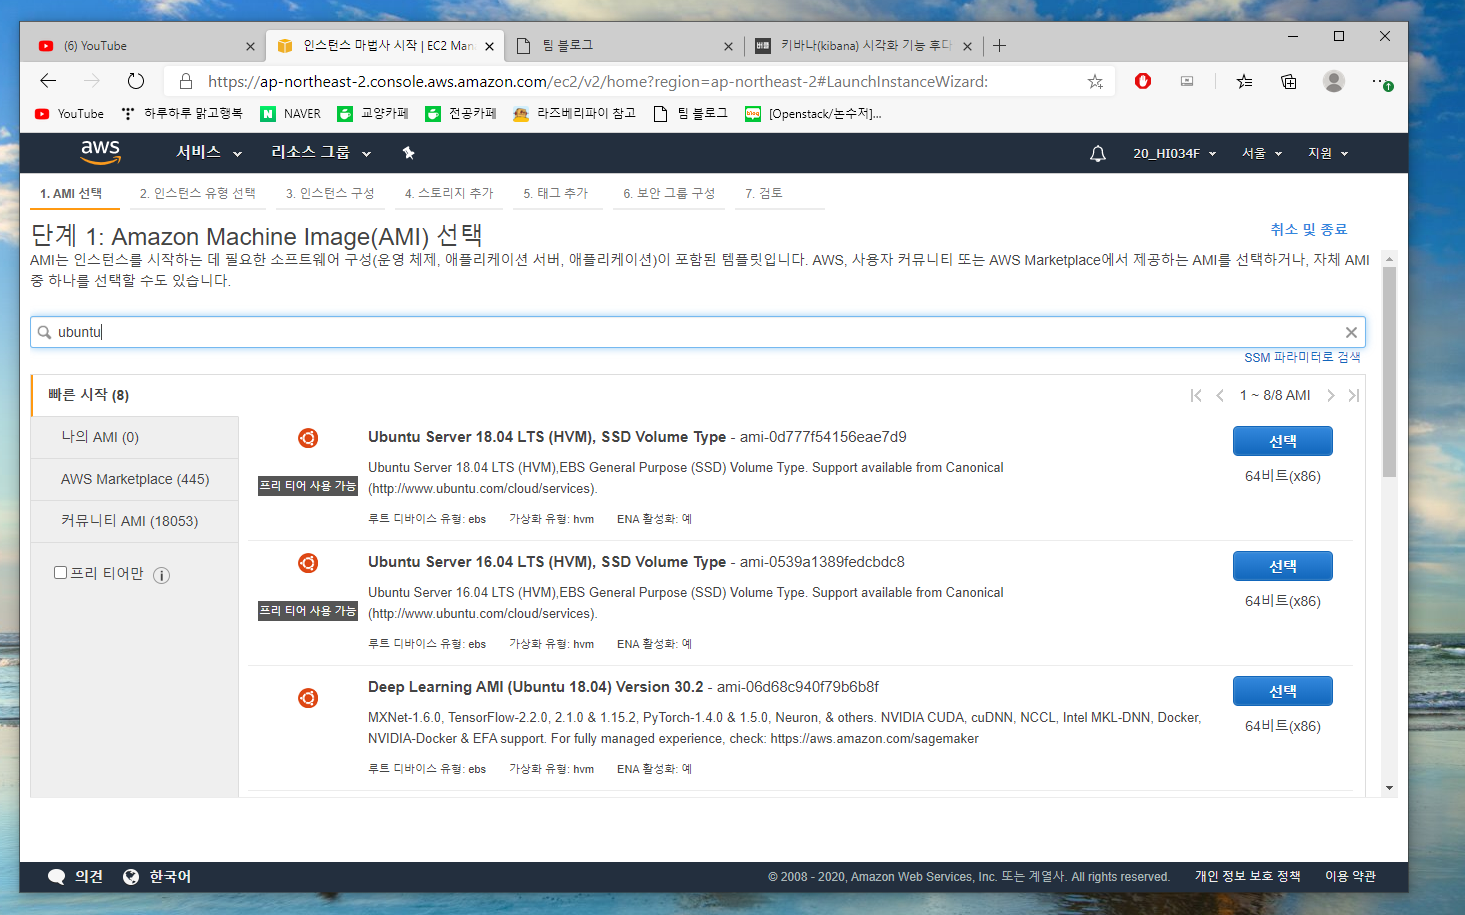 (6) YouTube
인스턴스 마법사 시작 | EC2 Man
팀 블로그
키바나(kibana) 시각화 기능 후다
https://ap-northeast-2.console.aws.amazon.com/ec2/v2/home?region=ap-northeast-2#LaunchInstanceWizard:
YouTube
하루하루 맑고행복
NAVER
교양카페
전공카페
라즈베리파이 참고
팀 블로그
[Openstack/논수저]...
aws
서비스
리소스 그룹
20_HI034F
서울
지원
1. AMI 선택
2. 인스턴스 유형 선택
3. 인스턴스 구성
4. 스토리지 추가
5. 태그 추가
6. 보안 그룹 구성
7. 검토
단계 1: Amazon Machine Image(AMI) 선택
취소 및 종료
AMI는 인스턴스를 시작하는 데 필요한 소프트웨어 구성(운영 체제, 애플리케이션 서버, 애플리케이션)이 포함된 템플릿입니다. AWS, 사용자 커뮤니티 또는 AWS Marketplace에서 제공하는 AMI를 선택하거나, 자체 AMI
중 하나를 선택할 수도 있습니다.
ubuntu
SSM 파라미터로 검색
빠른 시작 (8)
1 ~ 8/8 AMI
나의 AMI (0)
AWS Marketplace (445)
커뮤니티 AMI (18053)
프리 티어만
Ubuntu Server 18.04 LTS (HVM), SSD Volume Type - ami-0d777f54156eae7d9
선택
프리 티어 사용 가능
Ubuntu Server 18.04 LTS (HVM),EBS General Purpose (SSD) Volume Type. Support available from Canonical
(http://www.ubuntu.com/cloud/services).
64비트(x86)
루트 디바이스 유형: ebs 가상화 유형: hvm ENA 활성화: 예
Ubuntu Server 16.04 LTS (HVM), SSD Volume Type - ami-0539a1389fedcbdc8
선택
프리 티어 사용 가능
Ubuntu Server 16.04 LTS (HVM),EBS General Purpose (SSD) Volume Type. Support available from Canonical
(http://www.ubuntu.com/cloud/services).
64비트(x86)
루트 디바이스 유형: ebs 가상화 유형: hvm ENA 활성화: 예
Deep Learning AMI (Ubuntu 18.04) Version 30.2 - ami-06d68c940f79b6b8f
선택
MXNet-1.6.0, TensorFlow-2.2.0, 2.1.0 & 1.15.2, PyTorch-1.4.0 & 1.5.0, Neuron, & others. NVIDIA CUDA, cuDNN, NCCL, Intel MKL-DNN, Docker,
NVIDIA-Docker & EFA support. For fully managed experience, check: https://aws.amazon.com/sagemaker
64비트(x86)
루트 디바이스 유형: ebs 가상화 유형: hvm ENA 활성화: 예
의견
한국어
© 2008 - 2020, Amazon Web Services, Inc. 또는 계열사. All rights reserved.
개인 정보 보호 정책
이용 약관